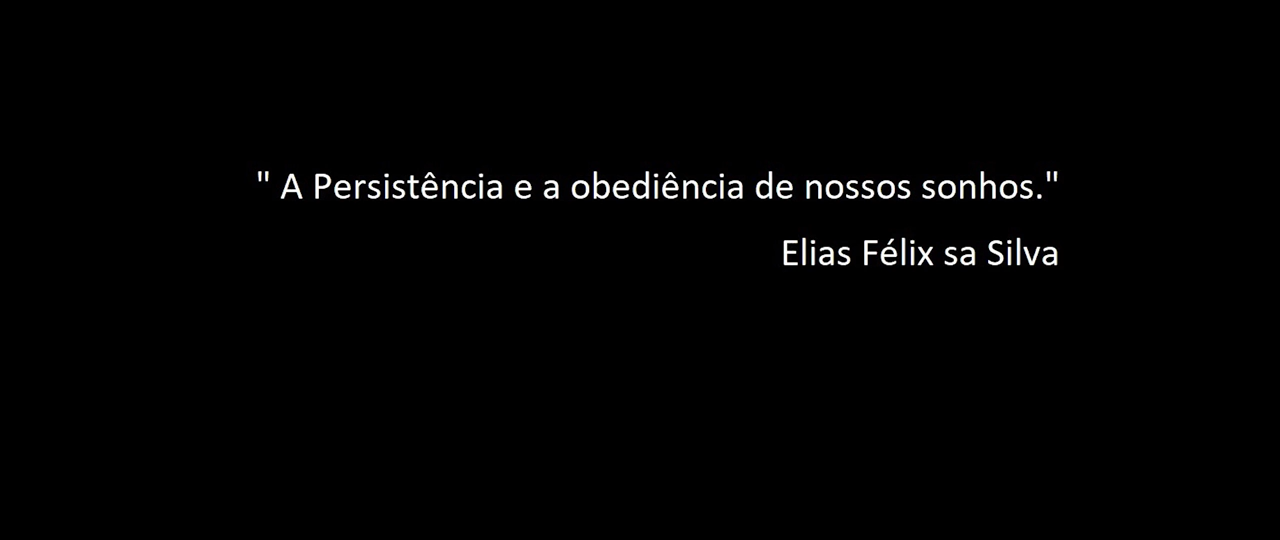 " A Persistência e a obediência de nossos sonhos."
Elias Félix sa Silva